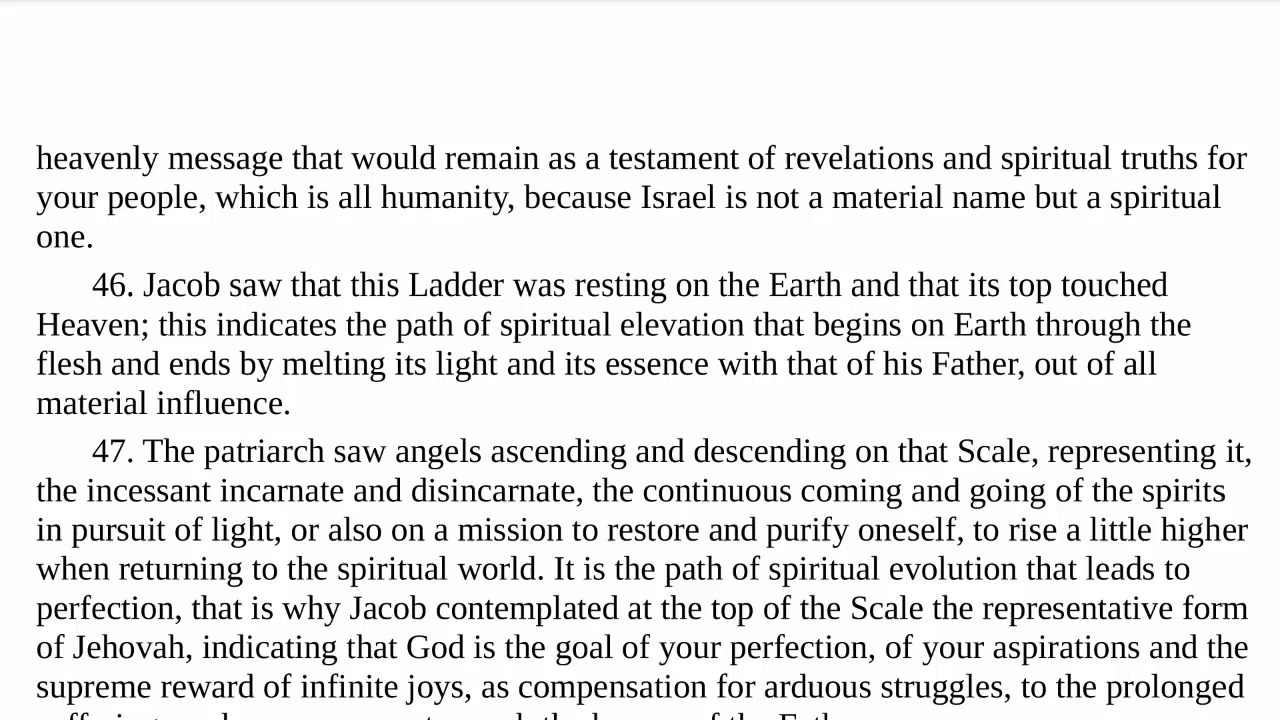 heavenly message that would remain as a testament of revelations and spiritual truths for
your people, which is all humanity, because Israel is not a material name but a spiritual
one.
46. Jacob saw that this Ladder was resting on the Earth and that its top touched
Heaven; this indicates the path of spiritual elevation that begins on Earth through the
flesh and ends by melting its light and its essence with that of his Father, out of all
material influence.
47. The patriarch saw angels ascending and descending on that Scale, representing it,
the incessant incarnate and disincarnate, the continuous coming and going of the spirits
in pursuit of light, or also on a mission to restore and purify oneself, to rise a little higher
when returning to the spiritual world. It is the path of spiritual evolution that leads to
perfection, that is why Jacob contemplated at the top of the Scale the representative form
of Jehovah, indicating that God is the goal of your perfection, of your aspirations and the
supreme reward of infinite joys, as compensation for arduous struggles, to the prolonged